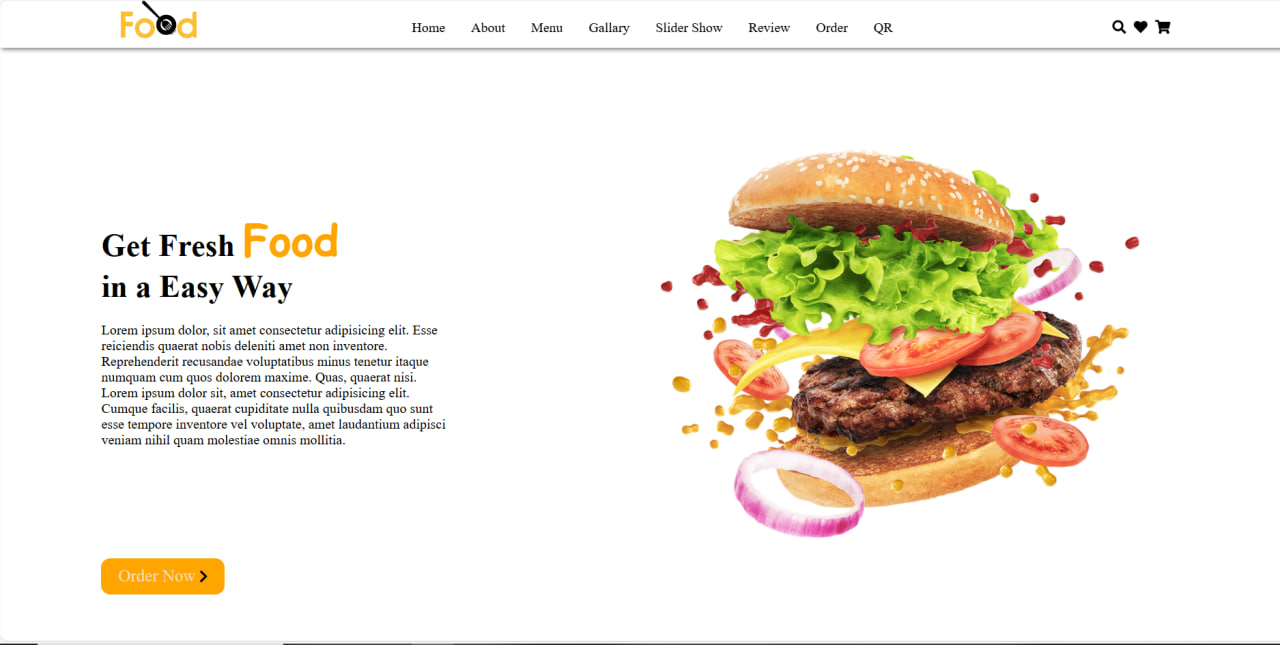 Food
Home About Menu Gallary Slider Show Review Order QR
Get Fresh Food
in a Easy Way
Lorem ipsum dolor, sit amet consectetur adipisicing elit. Esse
reiciendis quaerat nobis deleniti amet non inventore.
Reprehenderit recusandae voluptatibus minus tenetur itaque
numquam cum quos dolorem maxime. Quas, quaerat nisi.
Lorem ipsum dolor sit, amet consectetur adipisicing elit.
Cumque facilis, quaerat cupiditate nulla quibusdam quo sunt
esse tempore inventore vel voluptate, amet laudantium adipisci
veniam nihil quam molestiae omnis mollitia.
Order Now